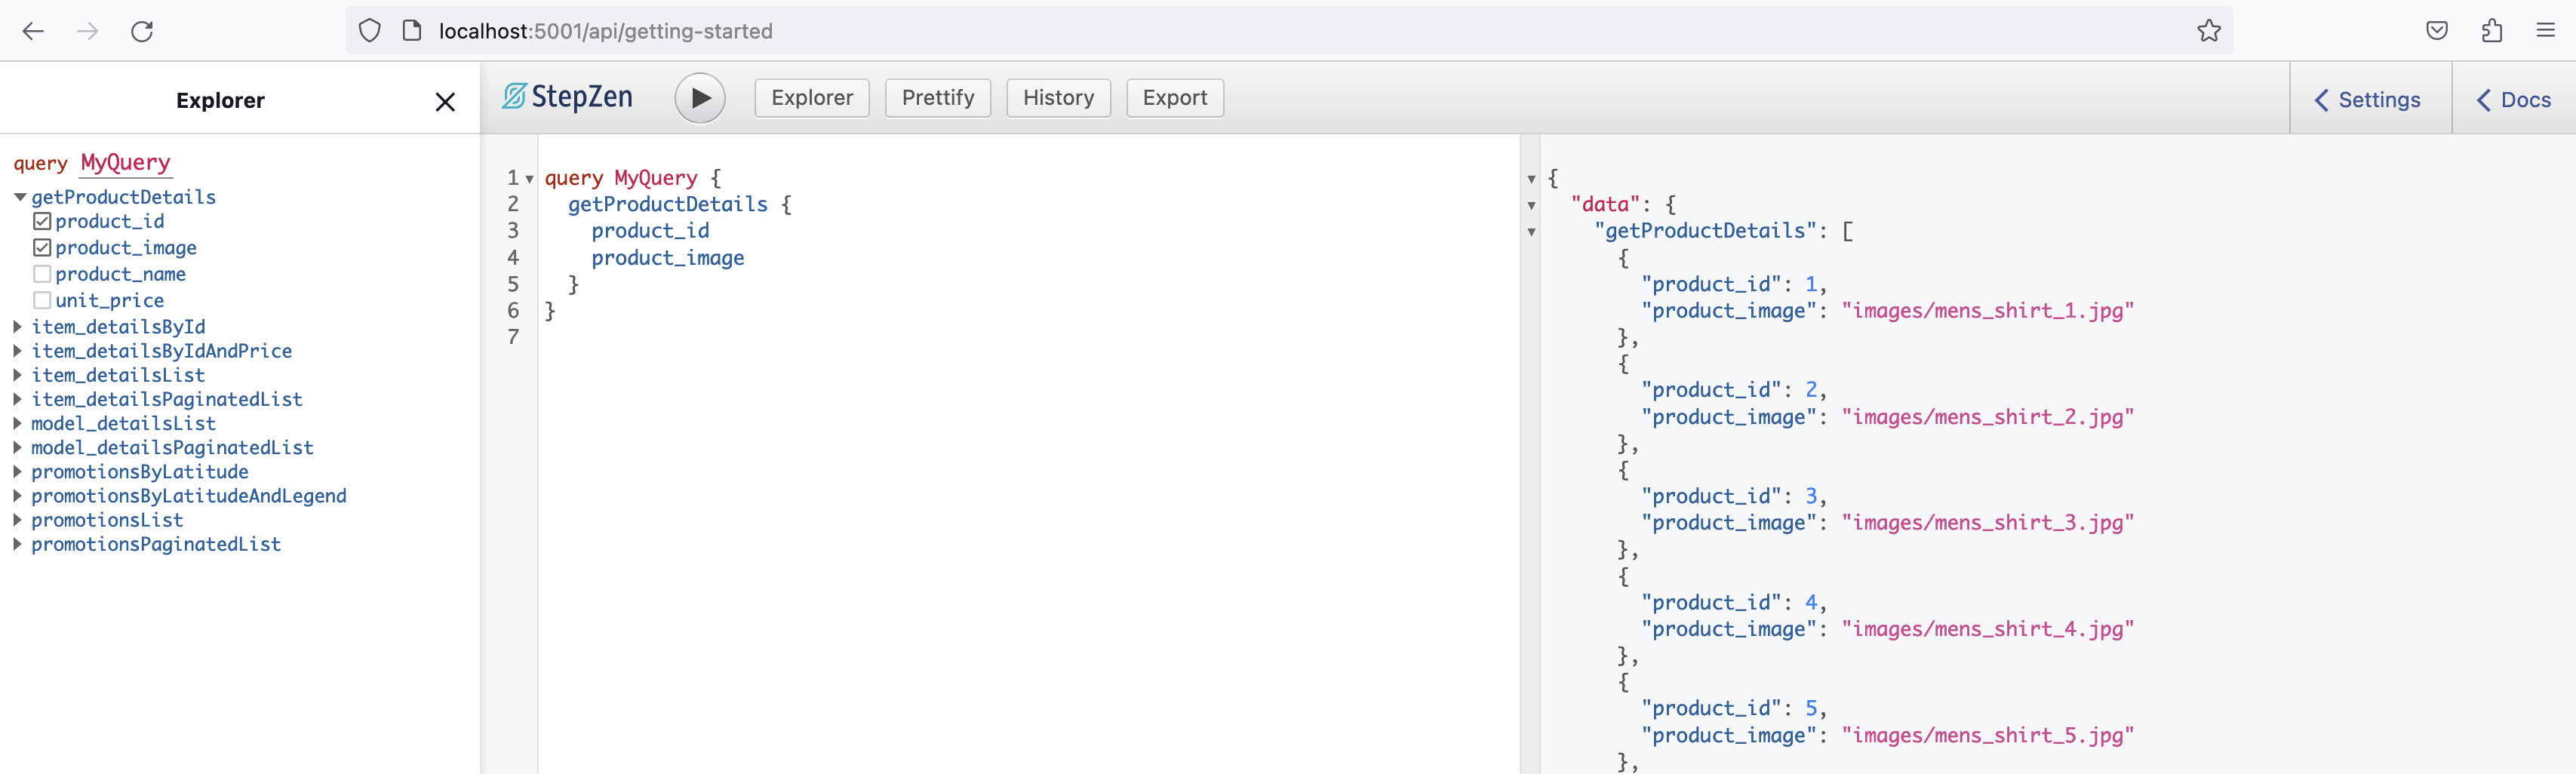 localhost:5001/api/getting-started
Explorer
StepZen
Explorer
Prettify
History
Export
Settings
Docs
query MyQuery
getProductDetails
product_id
product_image
product_name
unit_price
item_detailsById
item_detailsByIdAndPrice
item_detailsList
item_detailsPaginatedList
model_detailsList
model_detailsPaginatedList
promotionsByLatitude
promotionsByLatitudeAndLegend
promotionsList
promotionsPaginatedList
1 query MyQuery {
2 getProductDetails {
3 product_id
4 product_image
5 }
6 }
7
{
"data": {
"getProductDetails": [
{
"product_id": 1,
"product_image": "images/mens_shirt_1.jpg"
},
{
"product_id": 2,
"product_image": "images/mens_shirt_2.jpg"
},
{
"product_id": 3,
"product_image": "images/mens_shirt_3.jpg"
},
{
"product_id": 4,
"product_image": "images/mens_shirt_4.jpg"
},
{
"product_id": 5,
"product_image": "images/mens_shirt_5.jpg"
},